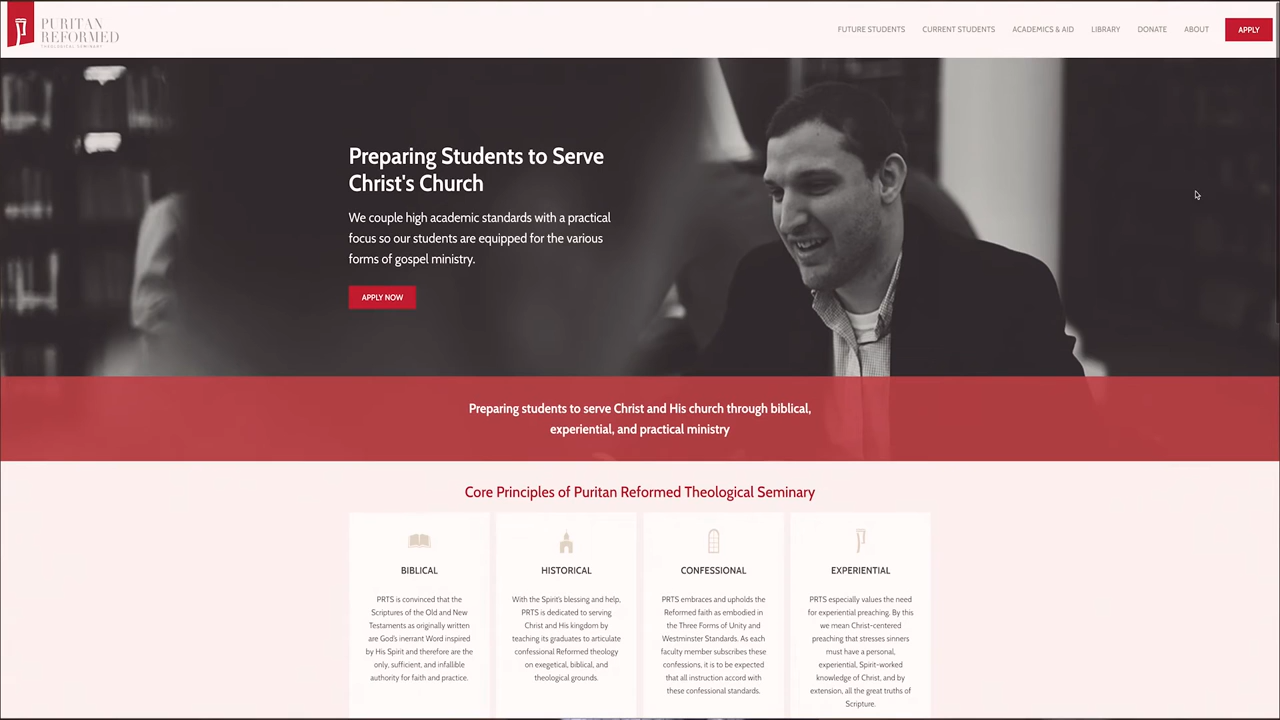 PURITAN
REFORMED
THEOLOGICAL SEMINARY
FUTURE STUDENTS
CURRENT STUDENTS
ACADEMICS & AID
LIBRARY
DONATE
ABOUT
APPLY
Preparing Students to Serve
Christ's Church
We couple high academic standards with a practical
focus so our students are equipped for the various
forms of gospel ministry.
APPLY NOW
Preparing students to serve Christ and His church through biblical,
experiential, and practical ministry
Core Principles of Puritan Reformed Theological Seminary
BIBLICAL
PRTS is convinced that the
Scriptures of the Old and New
Testaments as originally written
are God's inerrant Word inspired
by His Spirit and therefore are the
only, sufficient, and infallible
authority for faith and practice.
HISTORICAL
With the Spirit's blessing and help,
PRTS is dedicated to serving
Christ and His kingdom by
teaching its graduates to articulate
confessional Reformed theology
on exegetical, biblical, and
theological grounds.
CONFESSIONAL
PRTS embraces and upholds the
Reformed faith as embodied in
the Three Forms of Unity and
Westminster Standards. As each
faculty member subscribes these
confessions, it is to be expected
that all instruction accord with
these confessional standards.
EXPERIENTIAL
PRTS especially values the need
for experiential preaching. By this
we mean Christ-centered
preaching that stresses sinners
must have a personal,
experiential, Spirit-worked
knowledge of Christ, and by
extension, all the great truths of
Scripture.